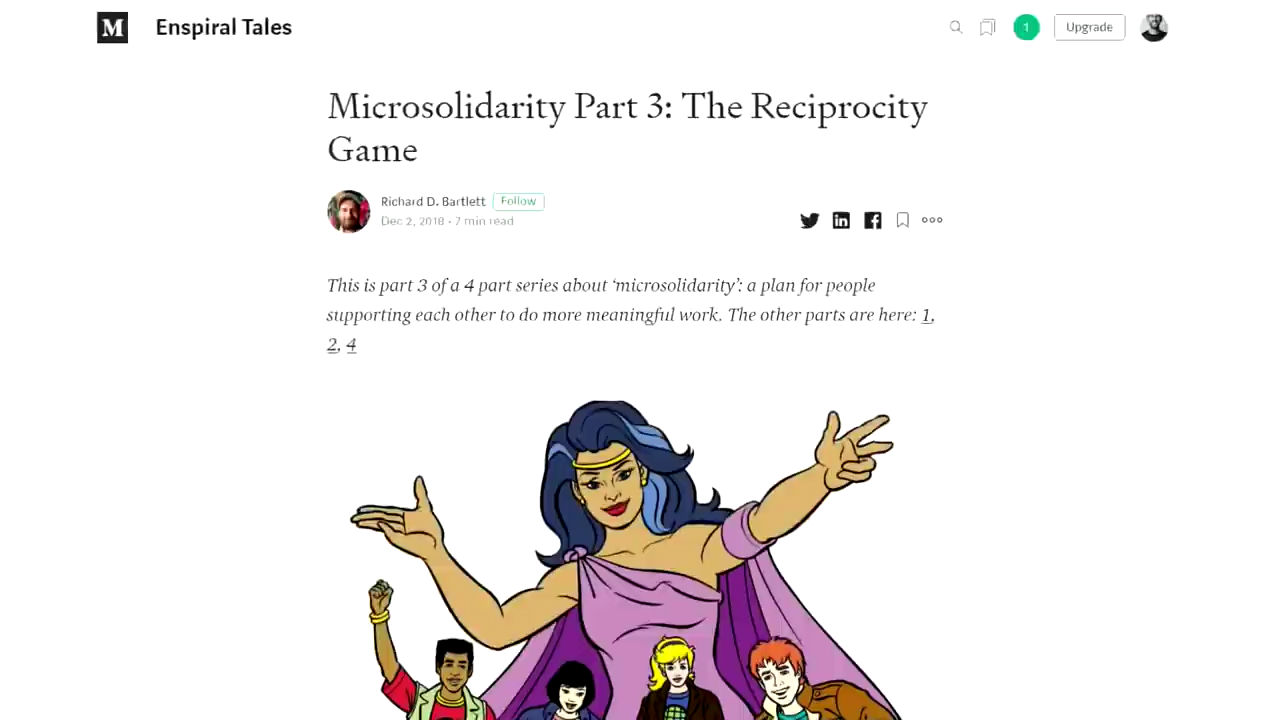 M Enspiral Tales
1
Upgrade
Microsolidarity Part 3: The Reciprocity
Game
Richard D. Bartlett Follow
Dec 2, 2018 · 7 min read
This is part 3 of a 4 part series about ‘microsolidarity’: a plan for people
supporting each other to do more meaningful work. The other parts are here: 1,
2, 4